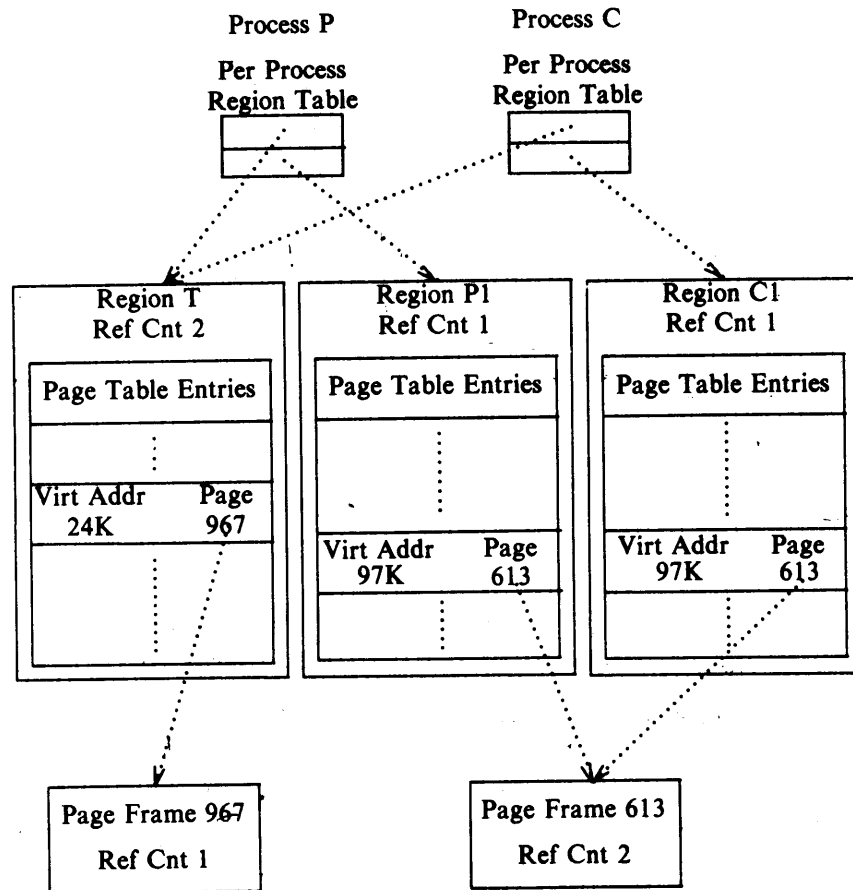 Process P
Process C
Per Process
Region Table
Per Process
Region Table
Region T
Ref Cnt 2
Region P1
Ref Cnt 1
Region C1
Ref Cnt 1
Page Table Entries
Page Table Entries
Page Table Entries
Virt Addr Page
24K 967
Virt Addr Page
97K 613
Virt Addr Page
97K 613
Page Frame 967
Ref Cnt 1
Page Frame 613
Ref Cnt 2